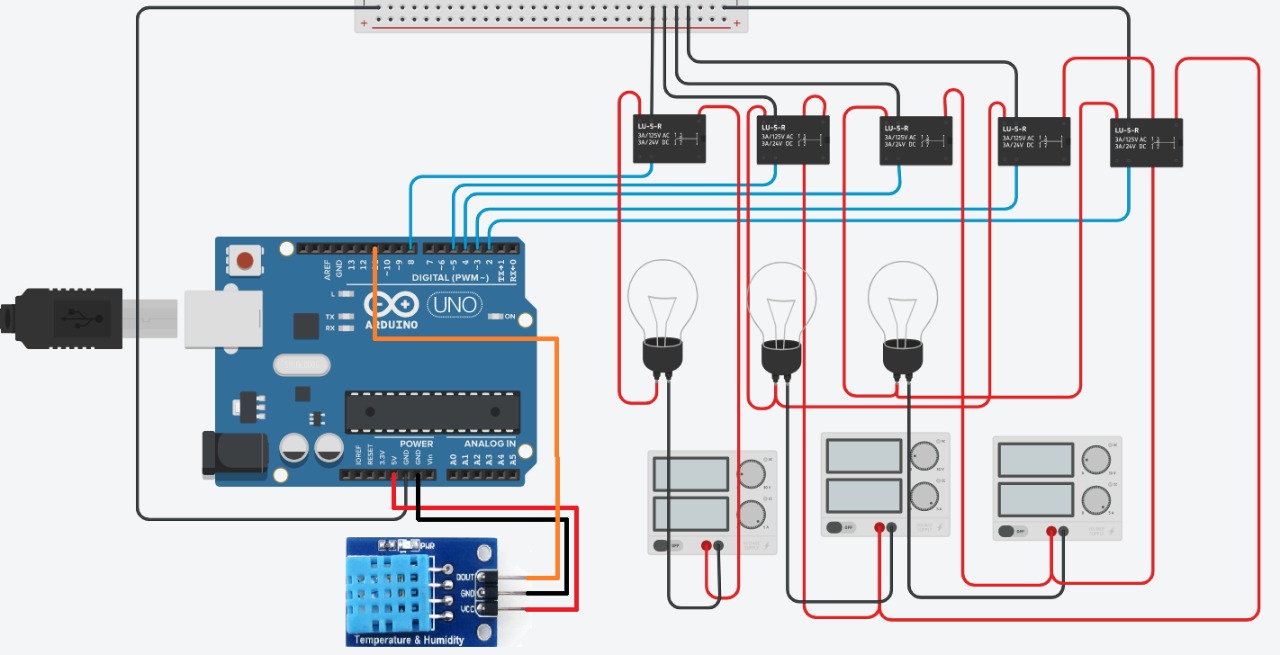 + +
LU-5-R
3A/125V AC
3A/24V DC
LU-5-R
3A/125V AC
3A/24V DC
LU-5-R
3A/125V AC
3A/24V DC
LU-5-R
3A/125V AC
3A/24V DC
LU-5-R
3A/125V AC
3A/24V DC
AREF
GND
13
12
~10
~9
8
7
~6
~5
4
~3
2
TX→1
RX←0
DIGITAL (PWM~)
L
TX
RX
ARDUINO
UNO
ON
POWER
ANALOG IN
IOREF
RESET
3.3V
5V
GND
GND
Vin
A0
A1
A2
A3
A4
A5
OFF
OFF
OFF
PWR
DOUT
GND
VCC
Temperature & Humidity